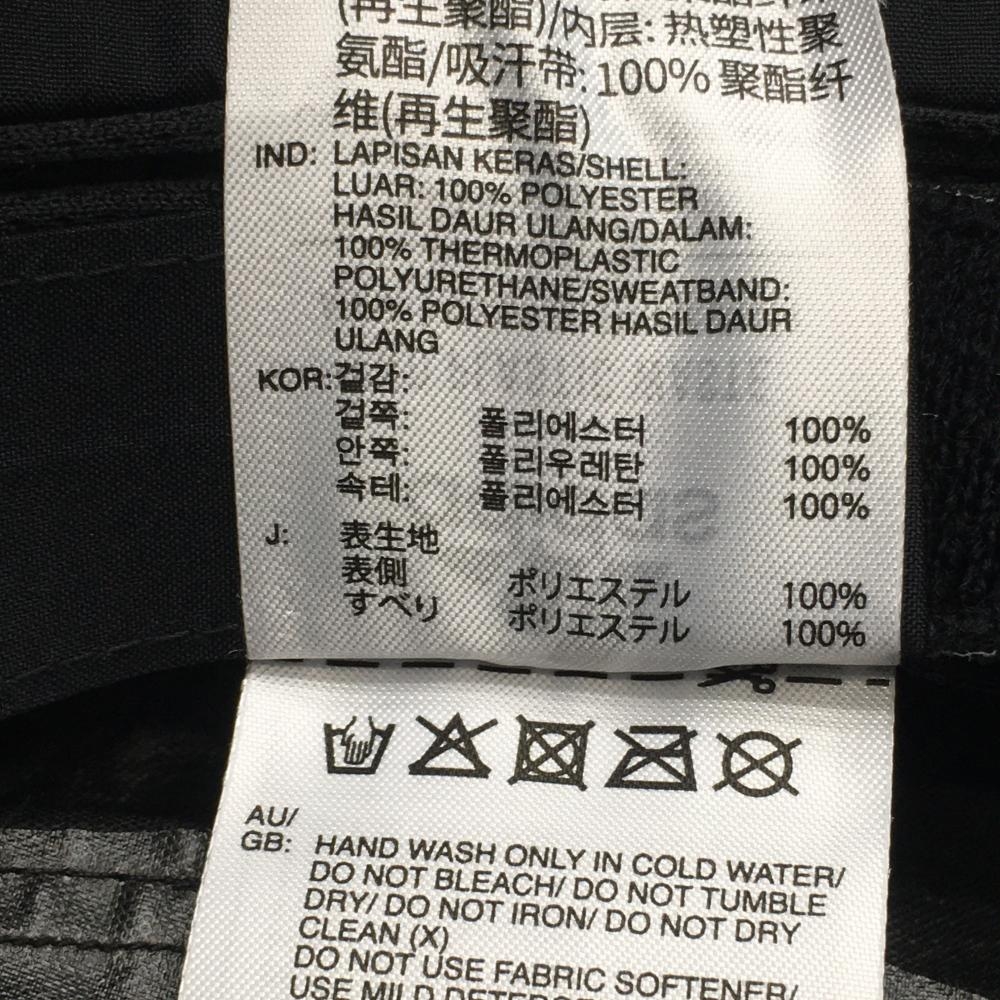 (再生聚酯)/内层: 热塑性聚
氨酯/吸汗带: 100% 聚酯纤
维(再生聚酯)
IND: LAPISAN KERAS/SHELL:
LUAR: 100% POLYESTER
HASIL DAUR ULANG/DALAM:
100% THERMOPLASTIC
POLYURETHANE/SWEATBAND:
100% POLYESTER HASIL DAUR
ULANG
KOR: 겉감:
겉쪽: 폴리에스터 100%
안쪽: 폴리우레탄 100%
속테: 폴리에스터 100%
J: 表生地
表側 ポリエステル 100%
すべり ポリエステル 100%
AU/
GB: HAND WASH ONLY IN COLD WATER/
DO NOT BLEACH/ DO NOT TUMBLE
DRY/ DO NOT IRON/ DO NOT DRY
CLEAN (X)
DO NOT USE FABRIC SOFTENER/
USE MILD